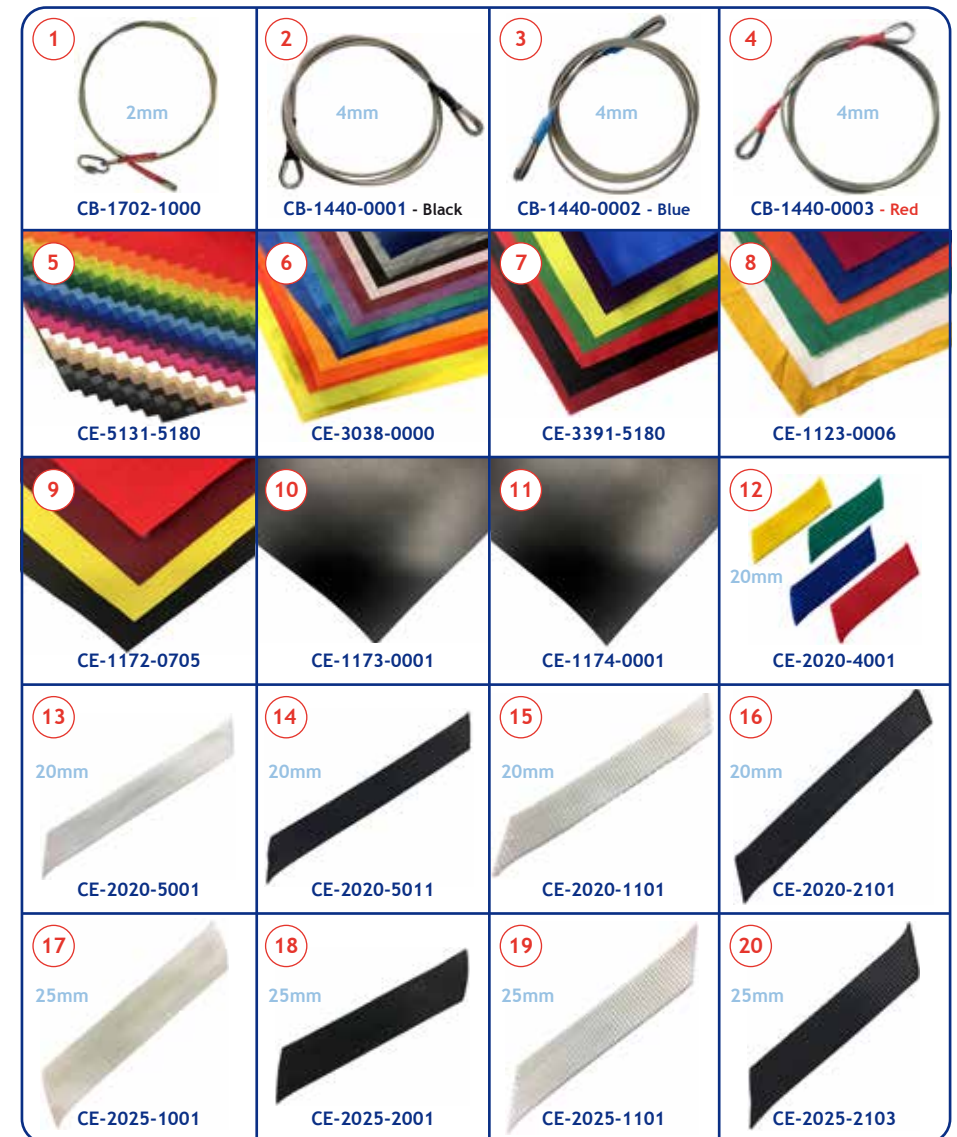 1
2
3
4
2mm
4mm
4mm
4mm
CB-1702-1000
CB-1440-0001 - Black
CB-1440-0002 - Blue
CB-1440-0003 - Red
5
6
7
8
CE-5131-5180
CE-3038-0000
CE-3391-5180
CE-1123-0006
9
10
11
12
20mm
CE-1172-0705
CE-1173-0001
CE-1174-0001
CE-2020-4001
13
14
15
16
20mm
20mm
20mm
20mm
CE-2020-5001
CE-2020-5011
CE-2020-1101
CE-2020-2101
17
18
19
20
25mm
25mm
25mm
25mm
CE-2025-1001
CE-2025-2001
CE-2025-1101
CE-2025-2103